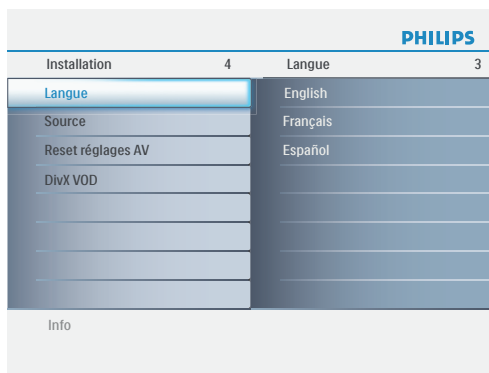 PHILIPS
Installation 4 Langue 3
Langue English
Source Français
Reset réglages AV Español
DivX VOD
Info